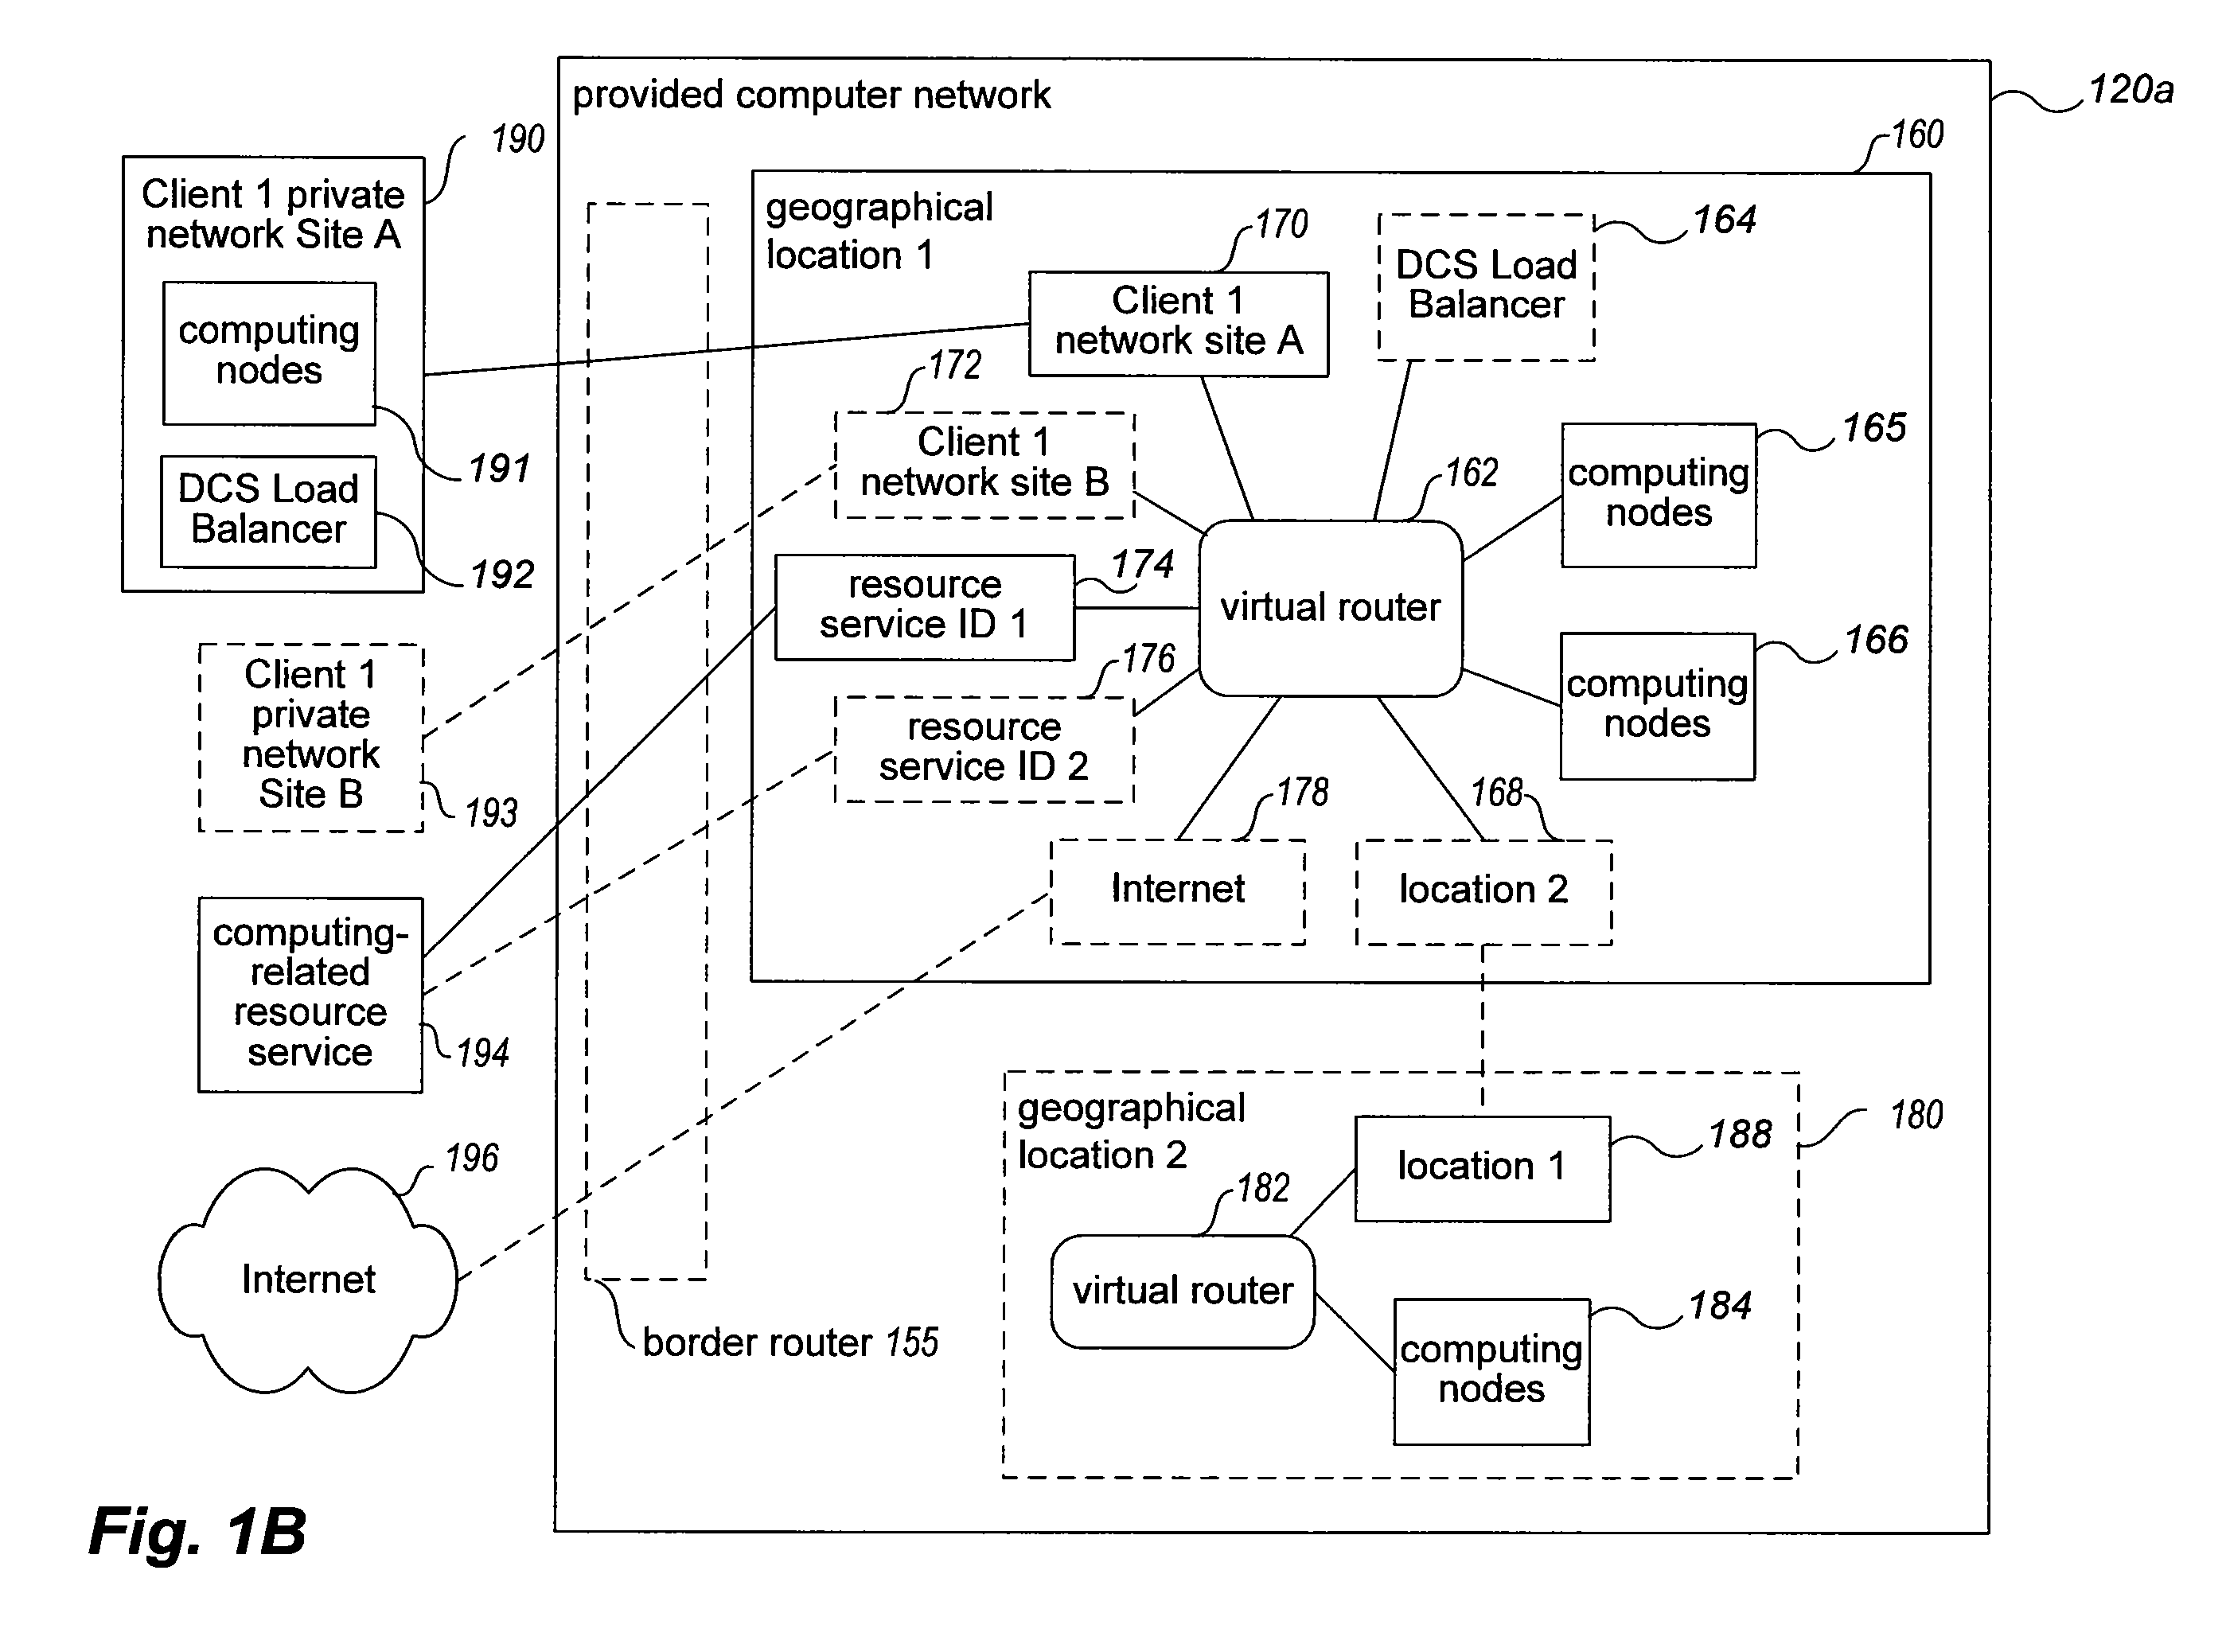 provided computer network
120a
190
160
Client 1 private
network Site A
geographical
location 1
170
164
DCS Load
Balancer
Client 1
network site A
computing
nodes
172
165
191
Client 1
network site B
162
computing
nodes
DCS Load
Balancer
192
174
resource
service ID 1
virtual router
166
176
Client 1
private
network
Site B
193
computing
nodes
resource
service ID 2
178
168
Internet
location 2
computing-
related
resource
service
194
geographical
location 2
180
188
location 1
196
182
Internet
virtual router
184
border router 155
computing
nodes
Fig. 1B